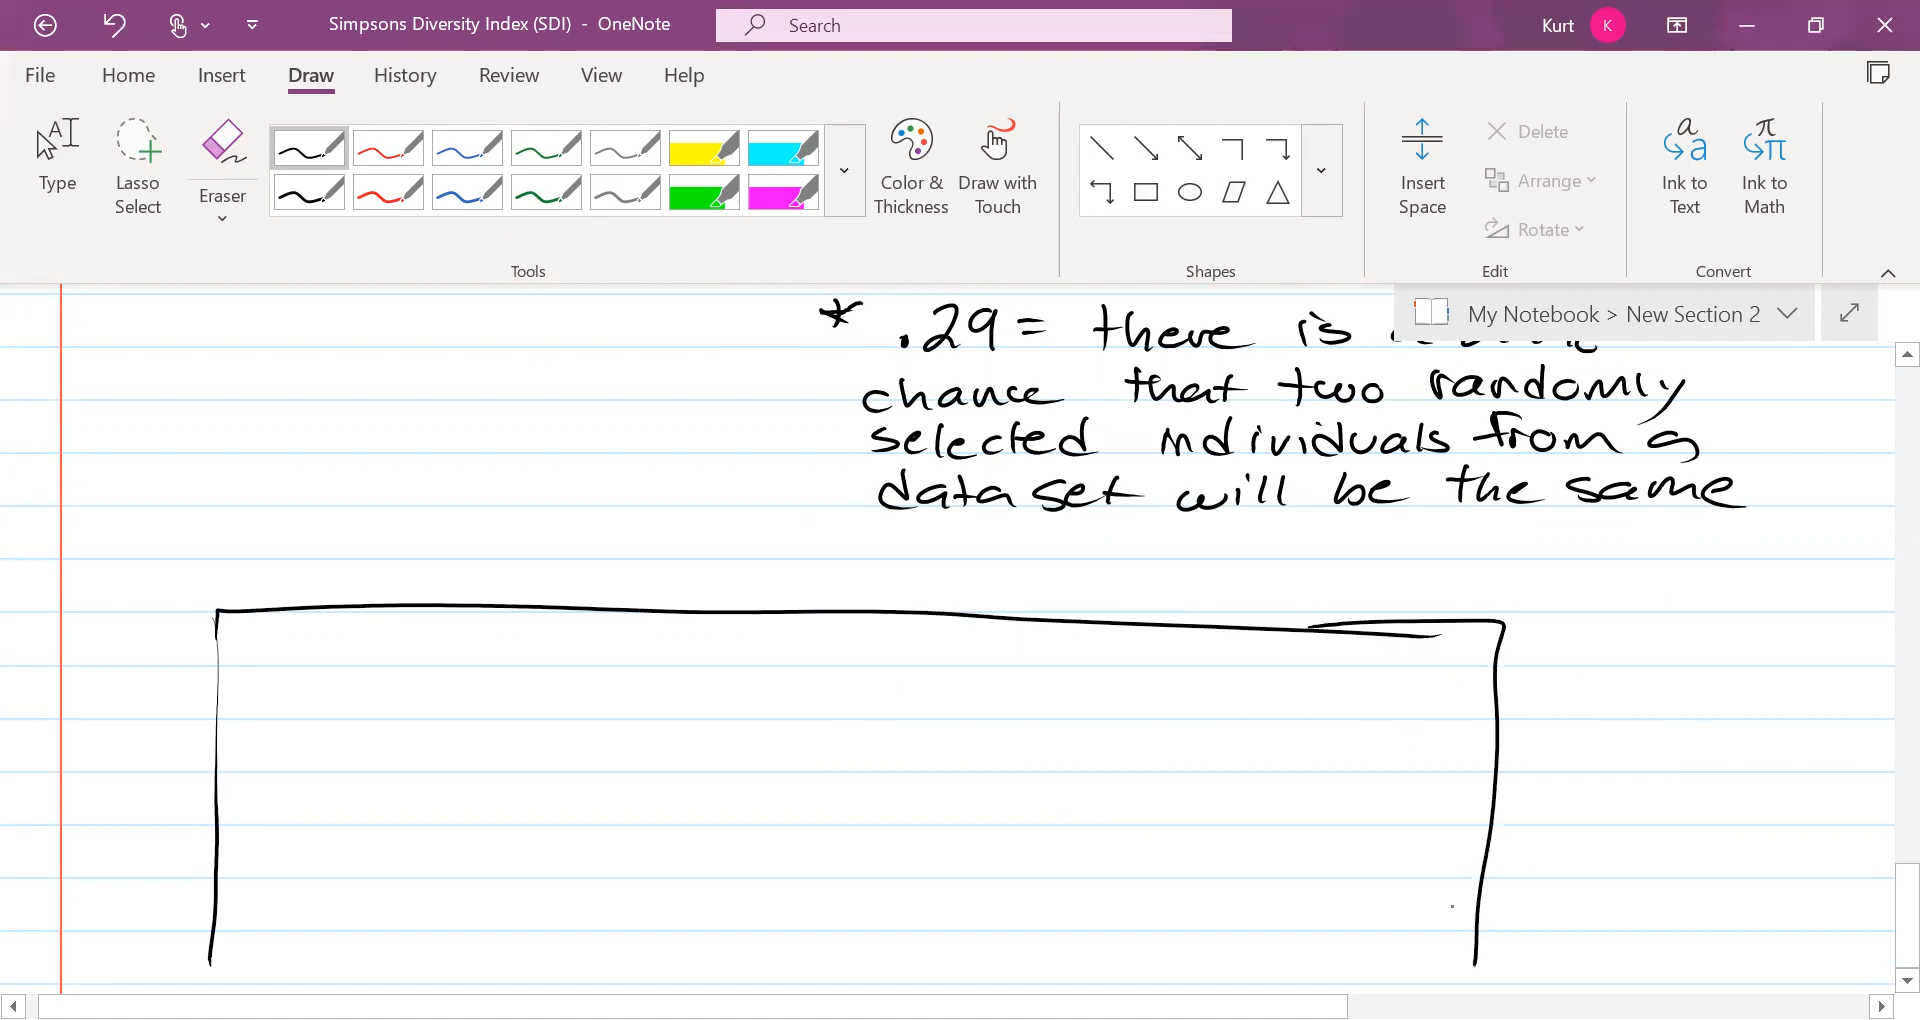 Simpsons Diversity Index (SDI) - OneNote
Search
Kurt K
File Home Insert Draw History Review View Help
Type
Lasso Select
Eraser
Color & Thickness
Draw with Touch
Insert Space
Delete
Arrange
Rotate
Ink to Text
Ink to Math
Tools
Shapes
Edit
Convert
My Notebook > New Section 2
* .29 = there is
chance that two randomly
selected individuals from a
data set will be the same